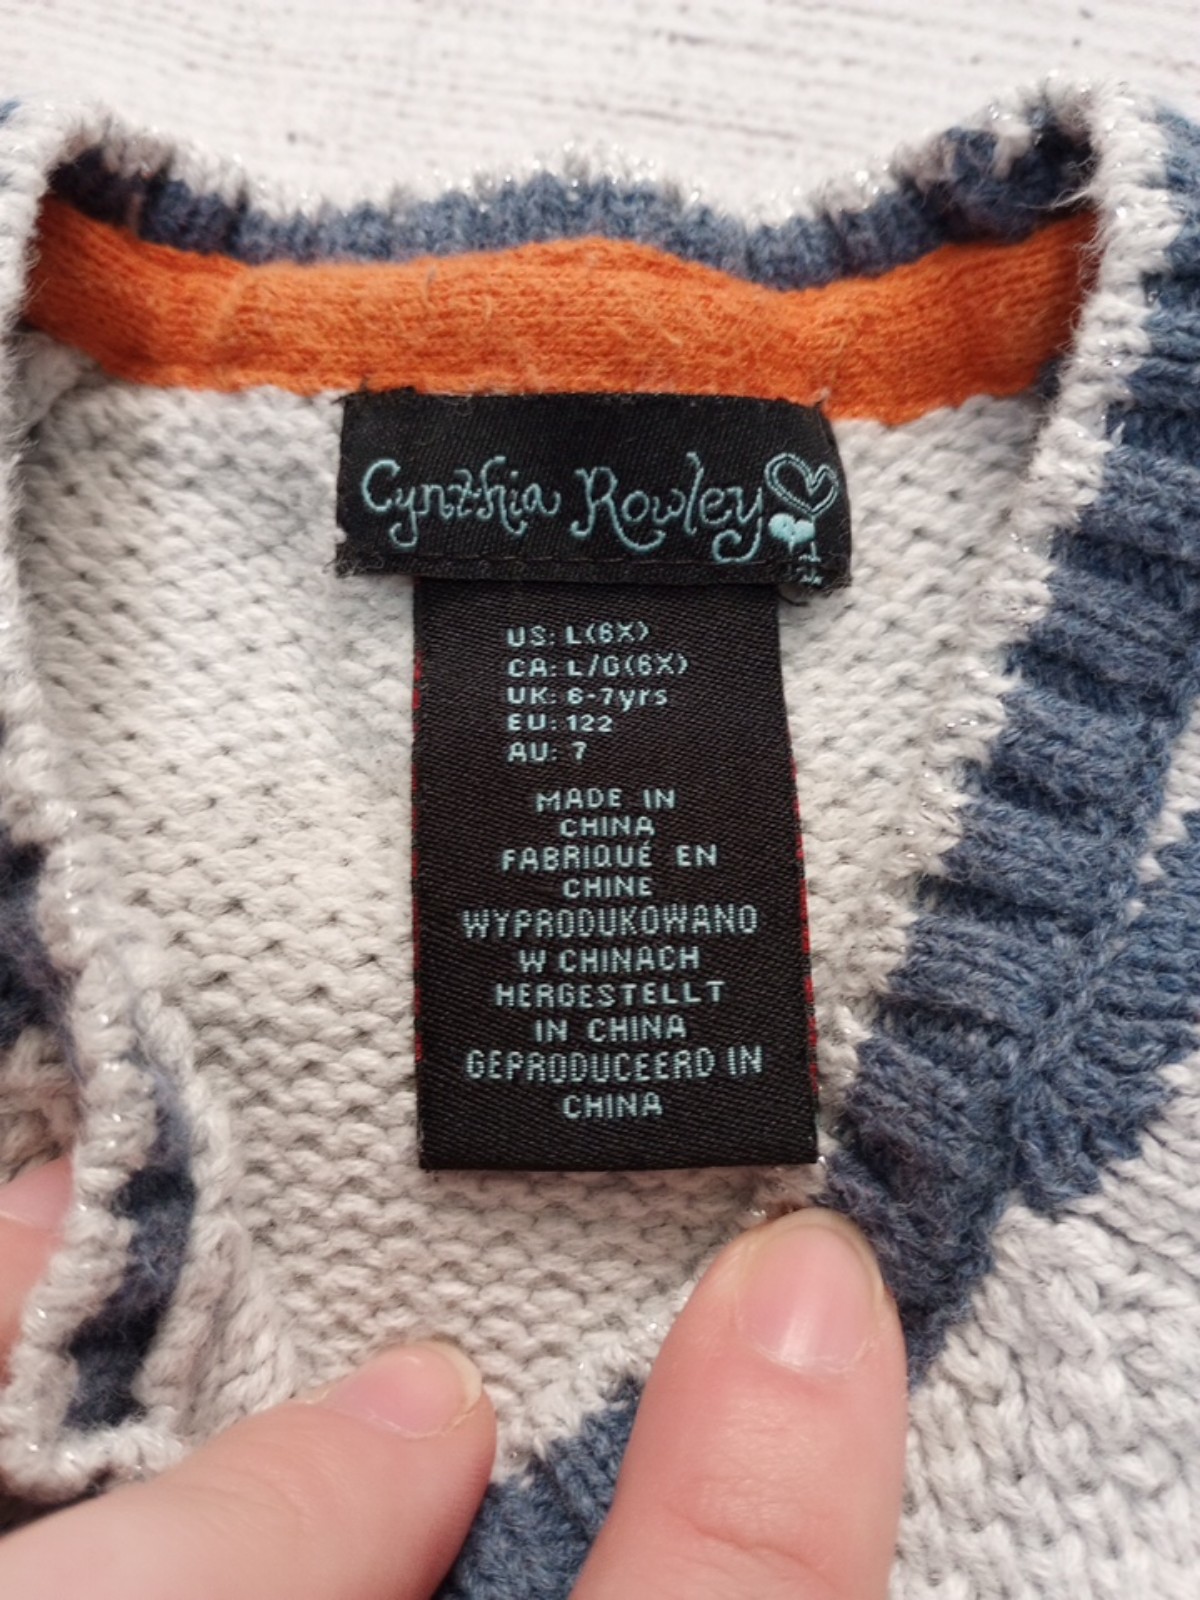 Cynthia Rowley
US: L(6X)
CA: L/G(6X)
UK: 6-7yrs
EU: 122
AU: 7
MADE IN
CHINA
FABRIQUÉ EN
CHINE
WYPRODUKOWANO
W CHINACH
HERGESTELLT
IN CHINA
GEPRODUCEERD IN
CHINA